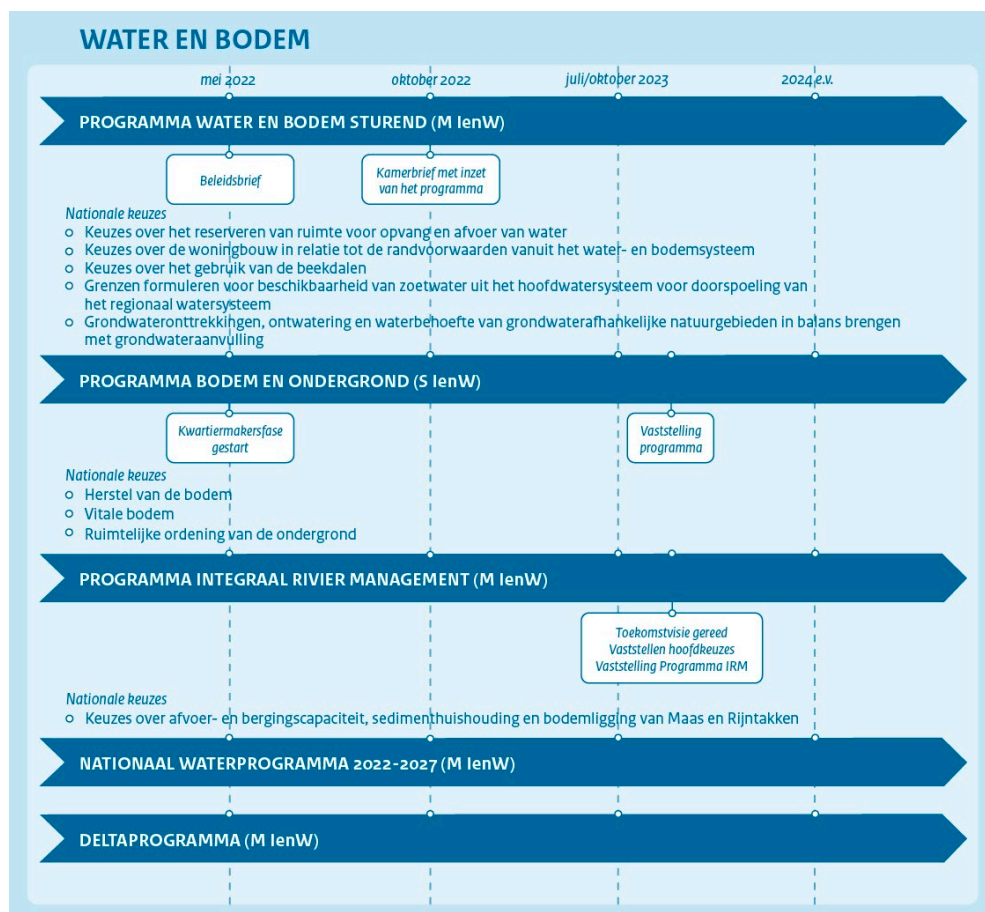 WATER EN BODEM
mei 2022
oktober 2022
juli/oktober 2023
2024 e.v.
PROGRAMMA WATER EN BODEM STUREND (M IenW)
Beleidsbrief
Kamerbrief met inzet
van het programma
Nationale keuzes
Keuzes over het reserveren van ruimte voor opvang en afvoer van water
Keuzes over de woningbouw in relatie tot de randvoorwaarden vanuit het water- en bodemsysteem
Keuzes over het gebruik van de beekdalen
Grenzen formuleren voor beschikbaarheid van zoetwater uit het hoofdwatersysteem voor doorspoeling van
het regionaal watersysteem
Grondwateronttrekkingen, ontwatering en waterbehoefte van grondwaterafhankelijke natuurgebieden in balans brengen
met grondwateraanvulling
PROGRAMMA BODEM EN ONDERGROND (S IenW)
Kwartiermakersfase
gestart
Vaststelling
programma
Nationale keuzes
Herstel van de bodem
Vitale bodem
Ruimtelijke ordening van de ondergrond
PROGRAMMA INTEGRAAL RIVIER MANAGEMENT (M IenW)
Toekomstvisie gereed
Vaststellen hoofdkeuzes
Vaststelling Programma IRM
Nationale keuzes
Keuzes over afvoer- en bergingscapaciteit, sedimenthuishouding en bodemligging van Maas en Rijntakken
NATIONAAL WATERPROGRAMMA 2022-2027 (M IenW)
DELTAPROGRAMMA (M IenW)